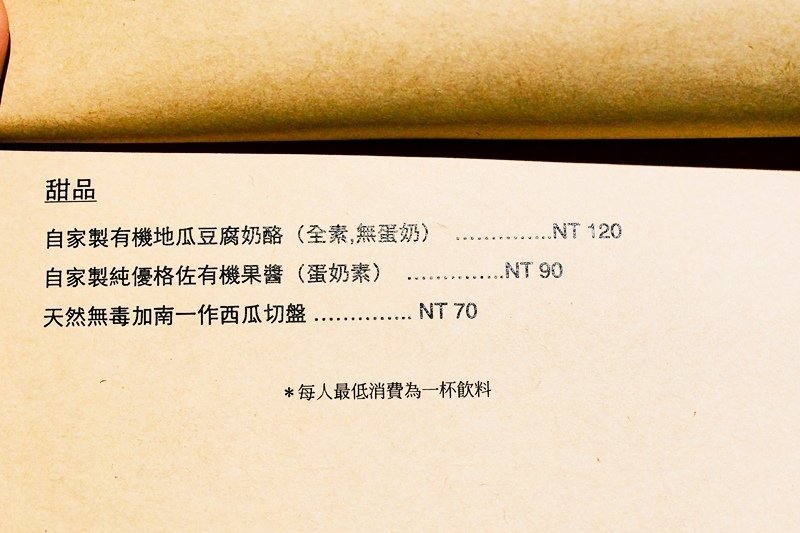 甜品
自家製有機地瓜豆腐奶酪（全素,無蛋奶） ..............NT 120
自家製純優格佐有機果醬（蛋奶素） ..............NT 90
天然無毒加南一作西瓜切盤 .............. NT 70
＊每人最低消費為一杯飲料